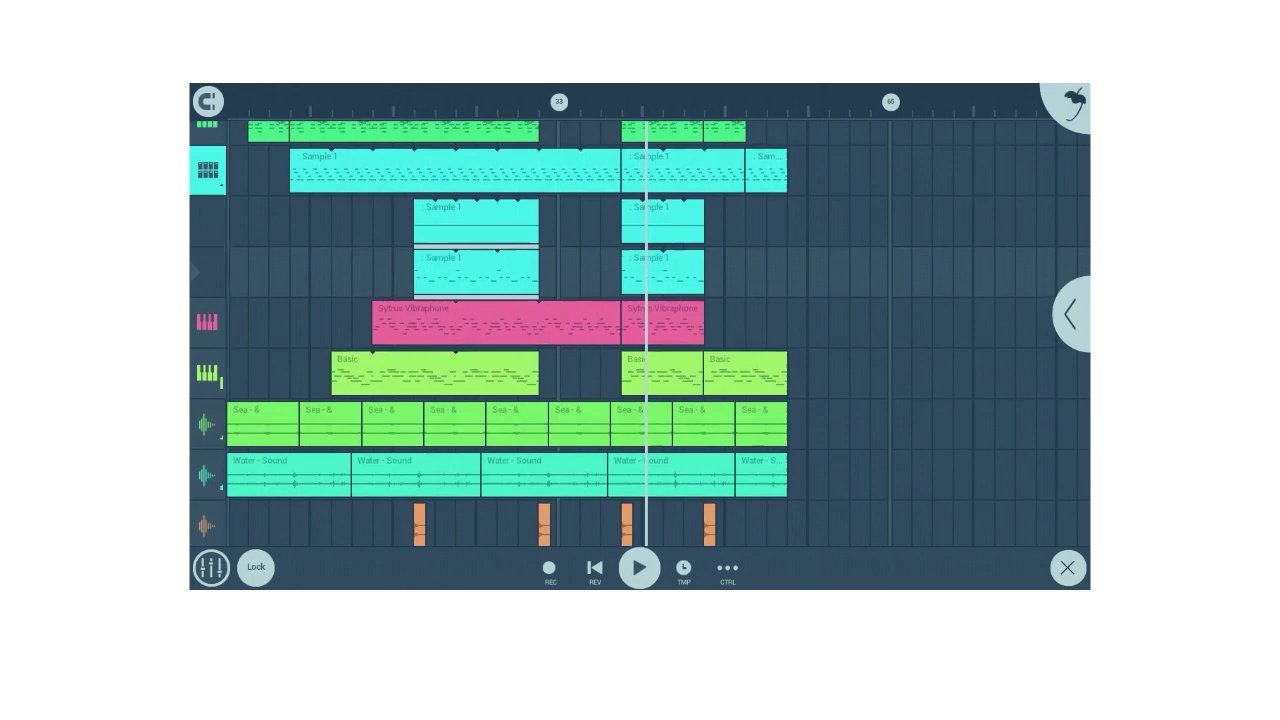 33
66
Sample 1
: Sample 1
: Sam...
Sample 1
: Sample 1
: Sample 1
: Sample 1
Sytrus Vibraphone
Sytrus Vibraphone
Basic
Basic
Basic
Sea - &
Sea - &
Sea - &
Sea - &
Sea - &
Sea - &
Sea - &
Sea - &
Sea - &
Water - Sound
Water - Sound
Water - Sound
Water - Sound
Water - S...
Lock
REC
REV
TMP
CTRL